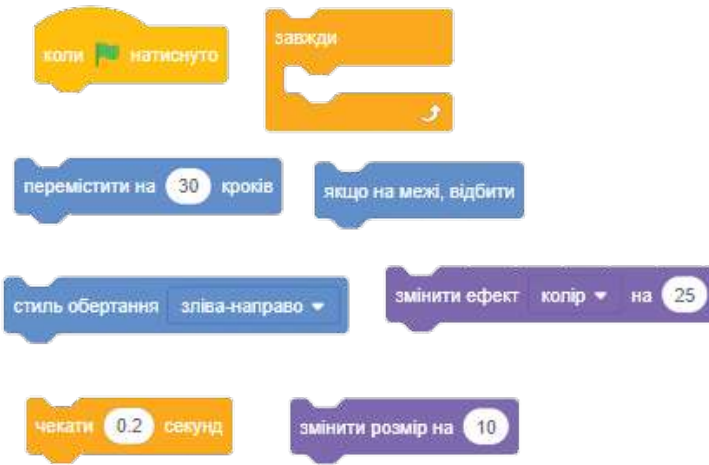 коли натиснуто
завжди
перемістити на 30 кроків
якщо на межі, відбити
стиль обертання зліва-направо
змінити ефект колір на 25
чекати 0.2 секунд
змінити розмір на 10